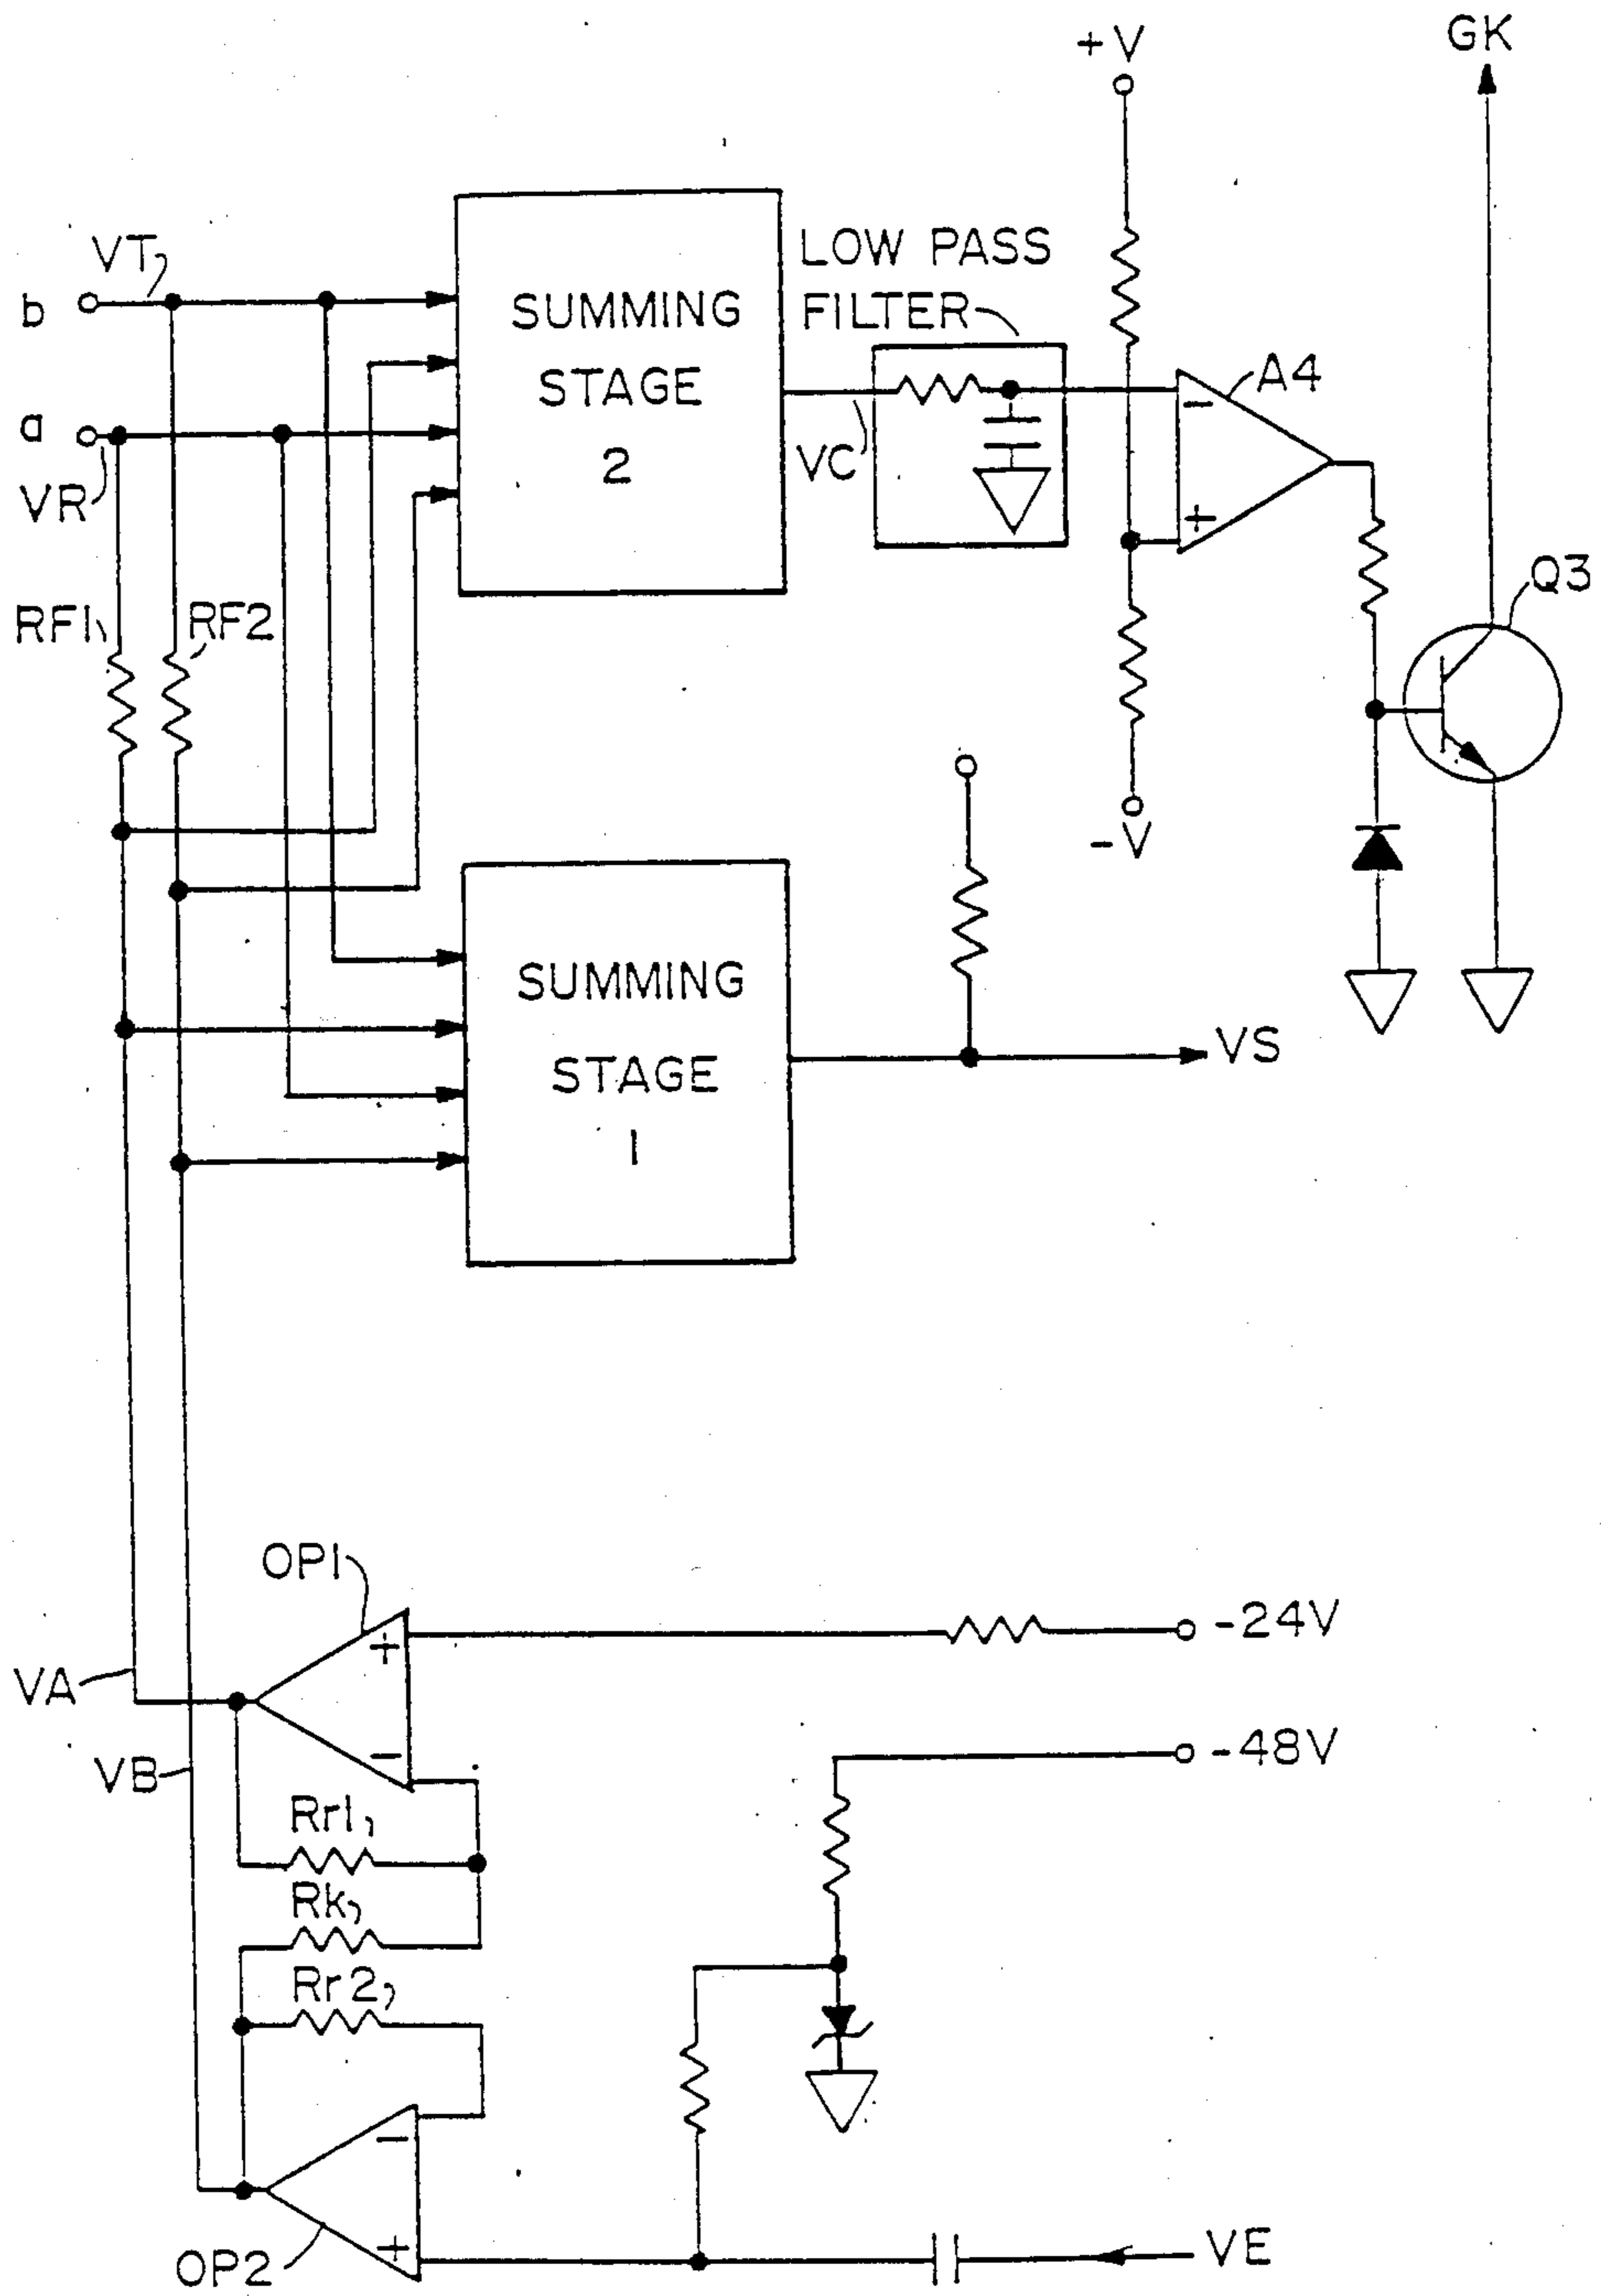 GK
+V
VT
LOW PASS
FILTER
b
SUMMING
STAGE
2
A4
−
+
a
VR
VC
Q3
RF1
RF2
-V
SUMMING
STAGE
1
VS
OP1
+
−
-24V
VA
-48V
VB
Rr1
Rk
Rr2
−
+
OP2
VE